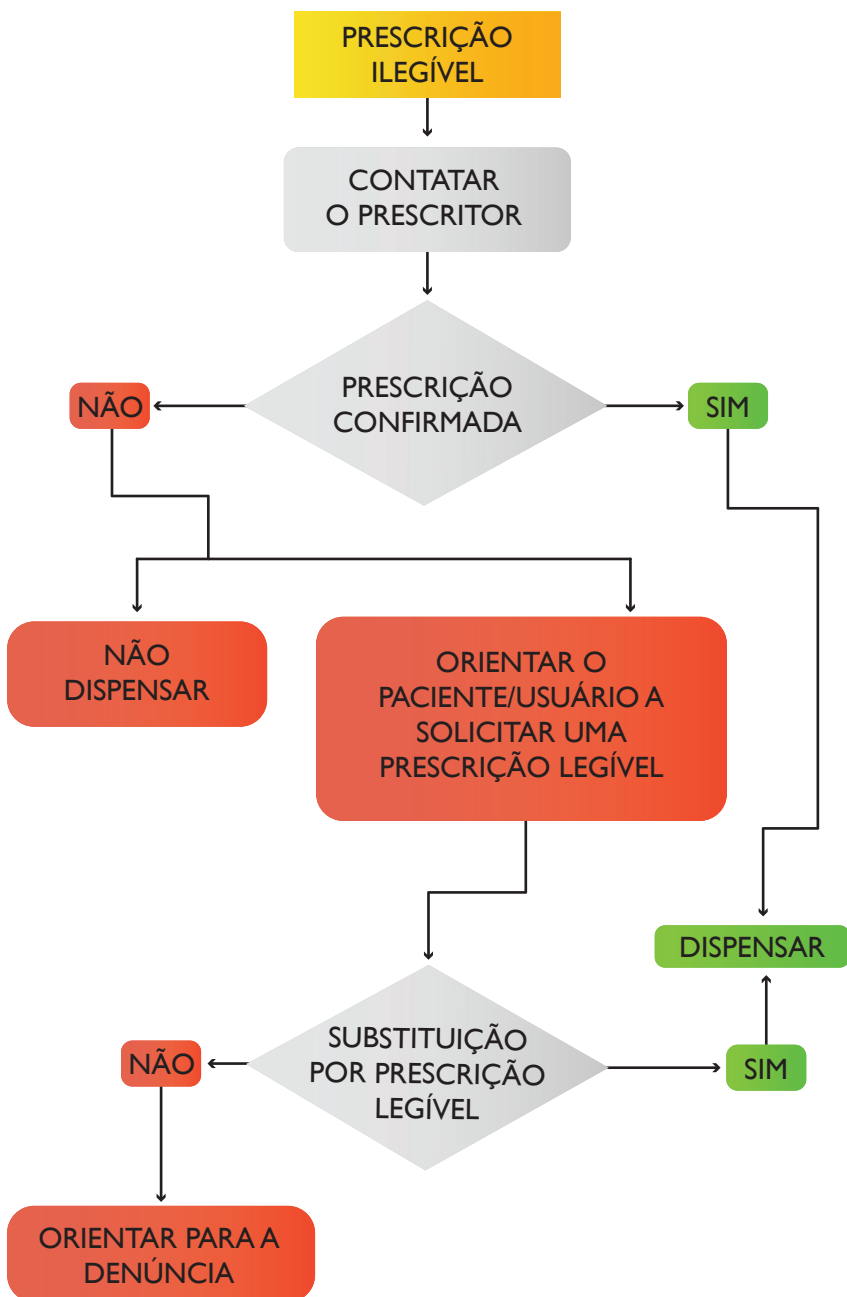 PRESCRIÇÃO
ILEGÍVEL
CONTATAR
O PRESCRITOR
PRESCRIÇÃO
CONFIRMADA
NÃO
SIM
NÃO
DISPENSAR
ORIENTAR O
PACIENTE/USUÁRIO A
SOLICITAR UMA
PRESCRIÇÃO LEGÍVEL
DISPENSAR
SUBSTITUIÇÃO
POR PRESCRIÇÃO
LEGÍVEL
NÃO
SIM
ORIENTAR PARA A
DENÚNCIA